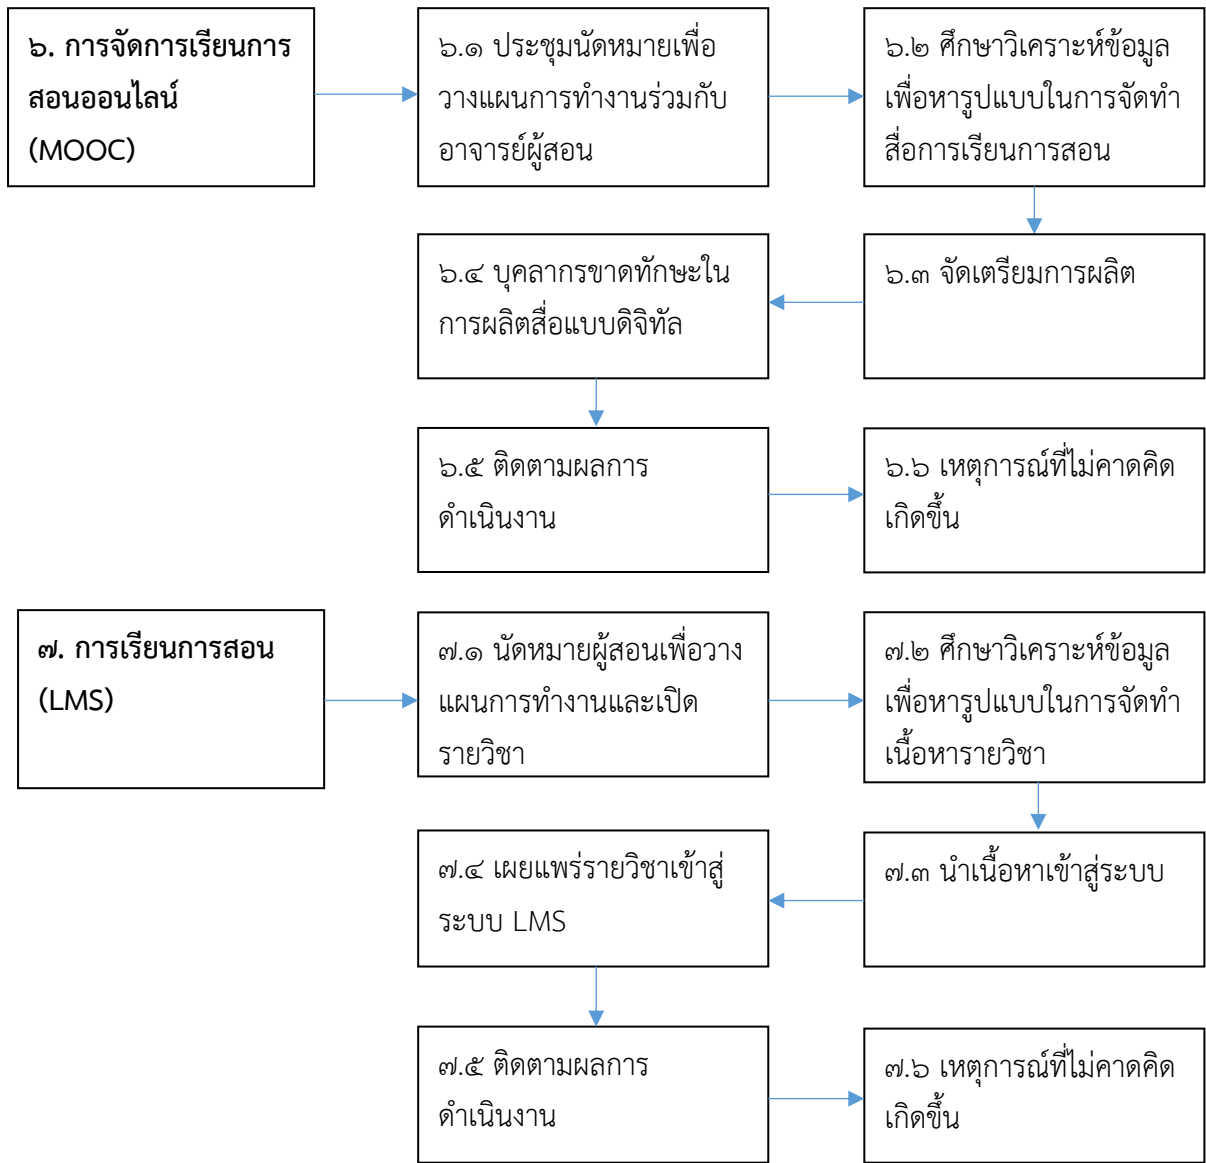 ๖. การจัดการเรียนการ
สอนออนไลน์
(MOOC)
๖.๑ ประชุมนัดหมายเพื่อ
วางแผนการทำงานร่วมกับ
อาจารย์ผู้สอน
๖.๒ ศึกษาวิเคราะห์ข้อมูล
เพื่อหารูปแบบในการจัดทำ
สื่อการเรียนการสอน
๖.๓ จัดเตรียมการผลิต
๖.๔ บุคลากรขาดทักษะใน
การผลิตสื่อแบบดิจิทัล
๖.๕ ติดตามผลการ
ดำเนินงาน
๖.๖ เหตุการณ์ที่ไม่คาดคิด
เกิดขึ้น
๗. การเรียนการสอน
(LMS)
๗.๑ นัดหมายผู้สอนเพื่อวาง
แผนการทำงานและเปิด
รายวิชา
๗.๒ ศึกษาวิเคราะห์ข้อมูล
เพื่อหารูปแบบในการจัดทำ
เนื้อหารายวิชา
๗.๓ นำเนื้อหาเข้าสู่ระบบ
๗.๔ เผยแพร่รายวิชาเข้าสู่
ระบบ LMS
๗.๕ ติดตามผลการ
ดำเนินงาน
๗.๖ เหตุการณ์ที่ไม่คาดคิด
เกิดขึ้น